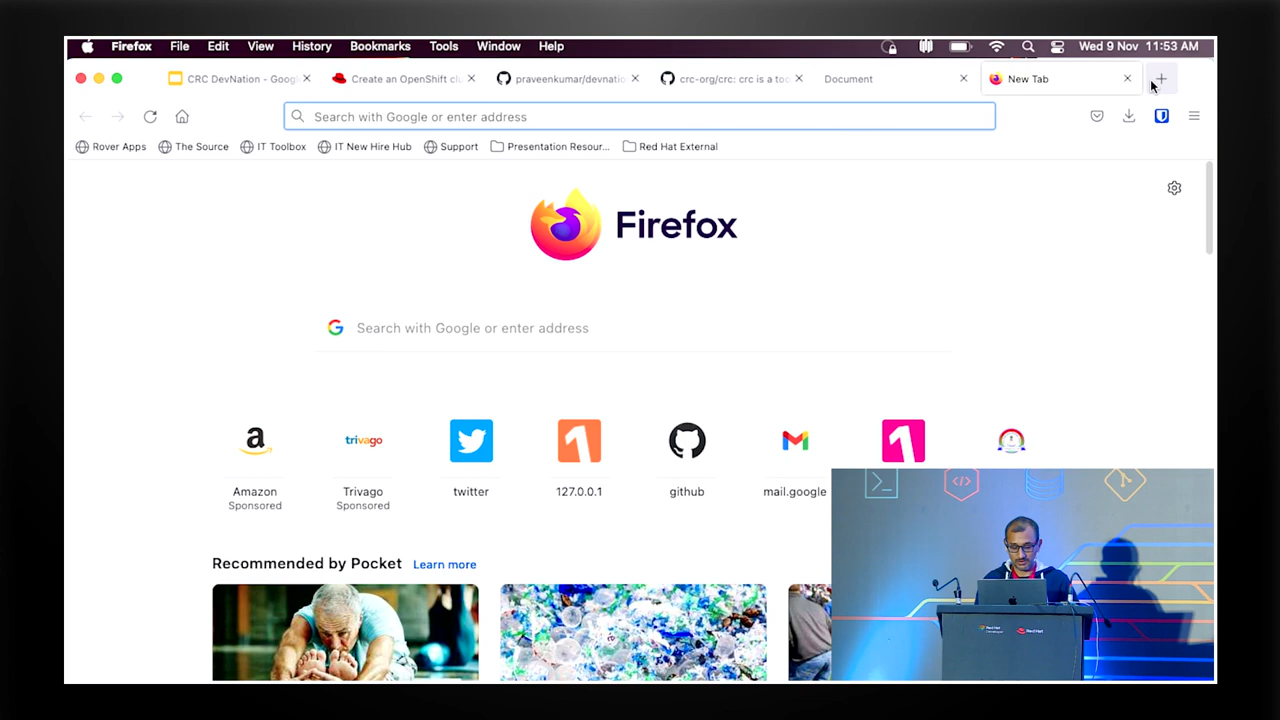 Firefox File Edit View History Bookmarks Tools Window Help Wed 9 Nov 11:53 AM
CRC DevNation - Goog Create an OpenShift clu praveenkumar/devnatio crc-org/crc: crc is a too Document New Tab
Search with Google or enter address
Rover Apps The Source IT Toolbox IT New Hire Hub Support Presentation Resour... Red Hat External
Firefox
Search with Google or enter address
a trivago
Amazon Trivago twitter 127.0.0.1 github mail.google
Sponsored Sponsored
Recommended by Pocket Learn more
Red Hat